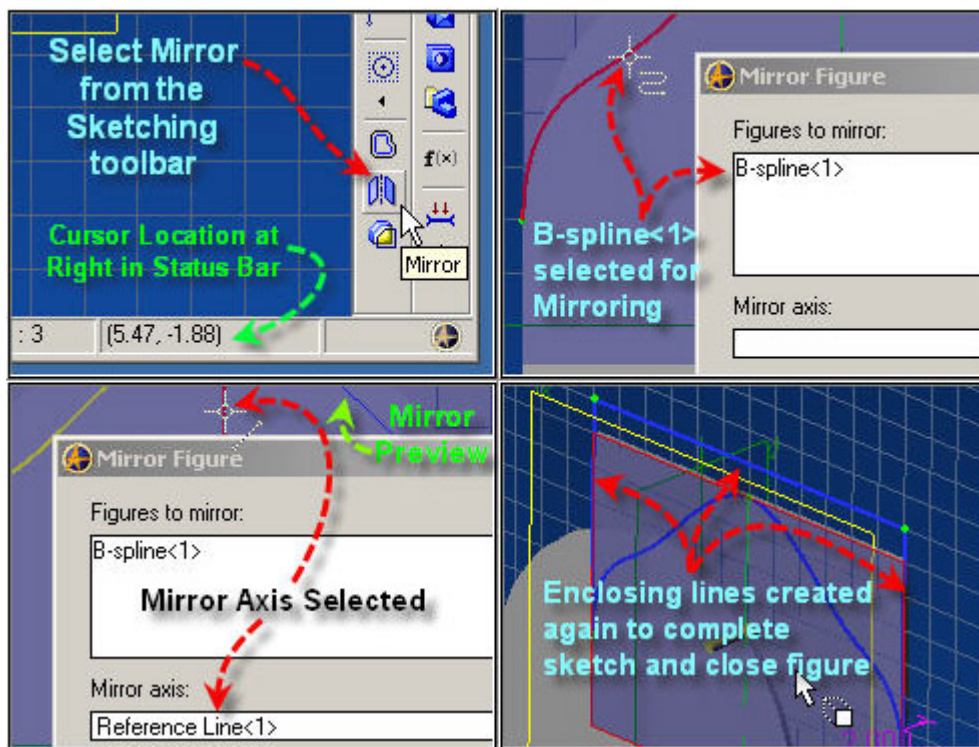 Select Mirror
from the
Sketching
toolbar
f(x)
Cursor Location at
Right in Status Bar
Mirror
: 3
(5.47, -1.88)
Mirror Figure
Figures to mirror:
B-spline<1>
B-spline<1>
selected for
Mirroring
Mirror axis:
Mirror
Preview
Mirror Figure
Figures to mirror:
B-spline<1>
Mirror Axis Selected
Mirror axis:
Reference Line<1>
Enclosing lines created
again to complete
sketch and close figure